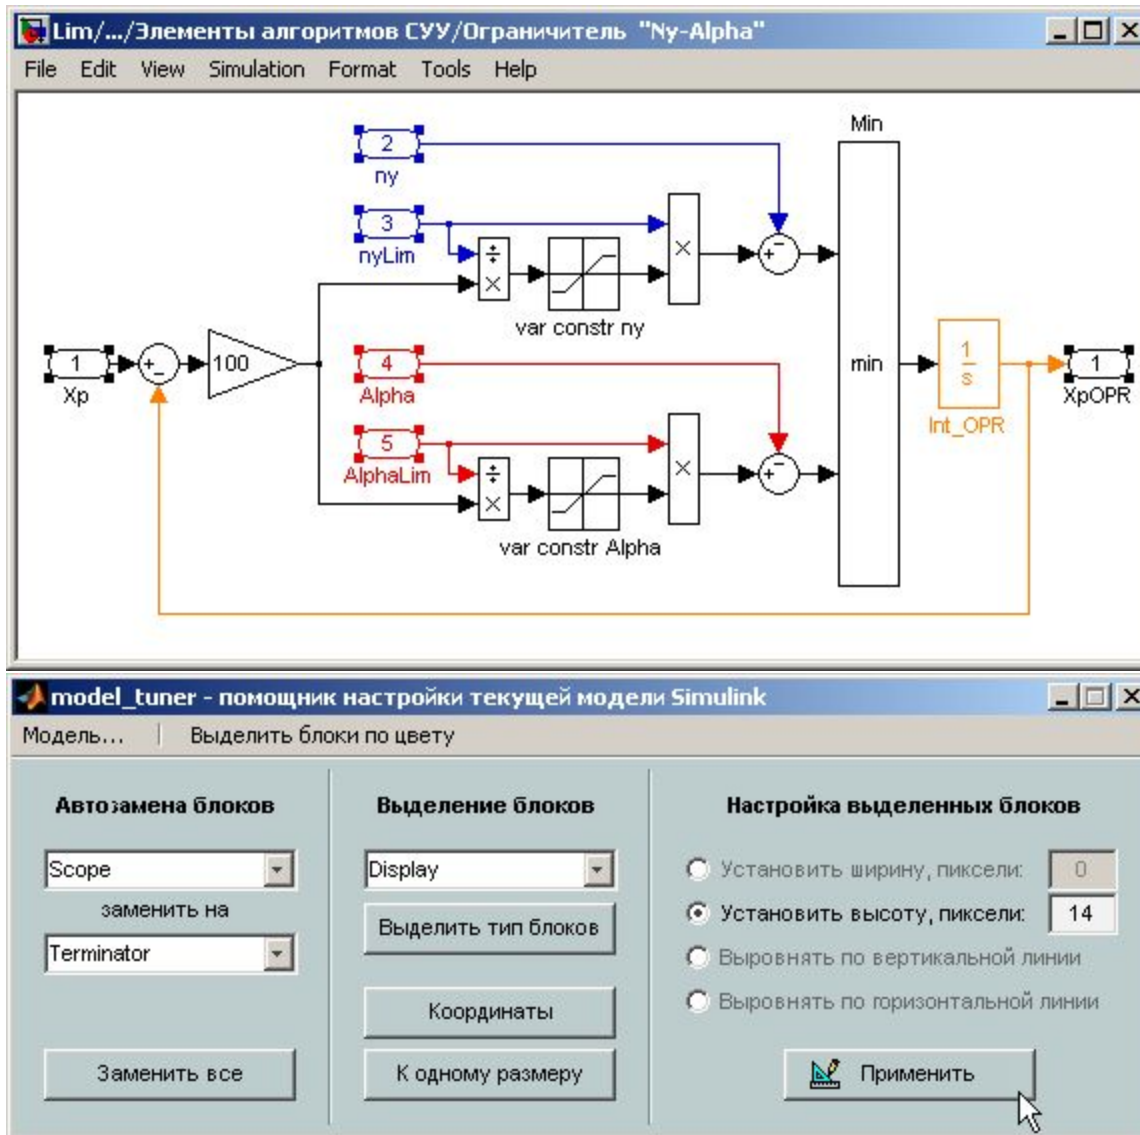 Lim/.../Элементы алгоритмов СУУ/Ограничитель "Ny-Alpha"
File Edit View Simulation Format Tools Help
Min
2
ny
3
nyLim
÷
×
×
+
−
var constr ny
1
Xp
+
−
100
4
Alpha
min
1
s
Int_OPR
1
XpOPR
5
AlphaLim
÷
×
×
+
−
var constr Alpha
model_tuner - помощник настройки текущей модели Simulink
Модель... | Выделить блоки по цвету
Автозамена блоков
Scope
заменить на
Terminator
Заменить все
Выделение блоков
Display
Выделить тип блоков
Координаты
К одному размеру
Настройка выделенных блоков
Установить ширину, пиксели: 0
Установить высоту, пиксели: 14
Выровнять по вертикальной линии
Выровнять по горизонтальной линии
Применить